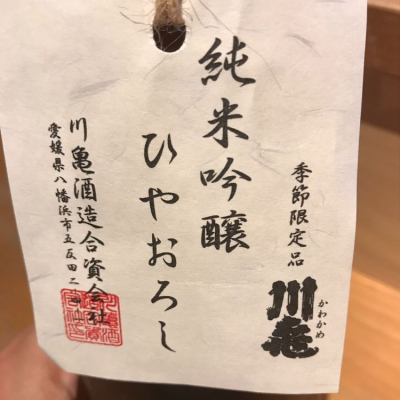 季節限定品
川亀
かわかめ
純米吟醸
ひやおろし
川亀酒造合資会社
愛媛県八幡浜市五反田二